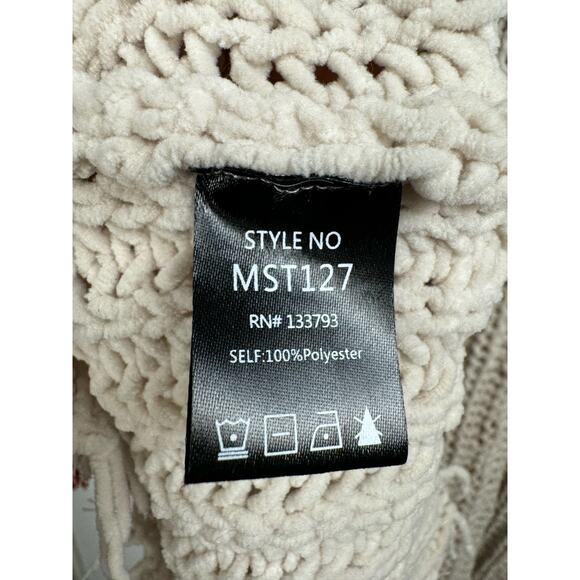 STYLE NO
MST127
RN# 133793
SELF:100%Polyester